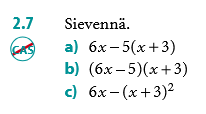 2.7 Sievennä.
CAS a) 6x – 5(x + 3)
b) (6x – 5)(x + 3)
c) 6x – (x + 3)²